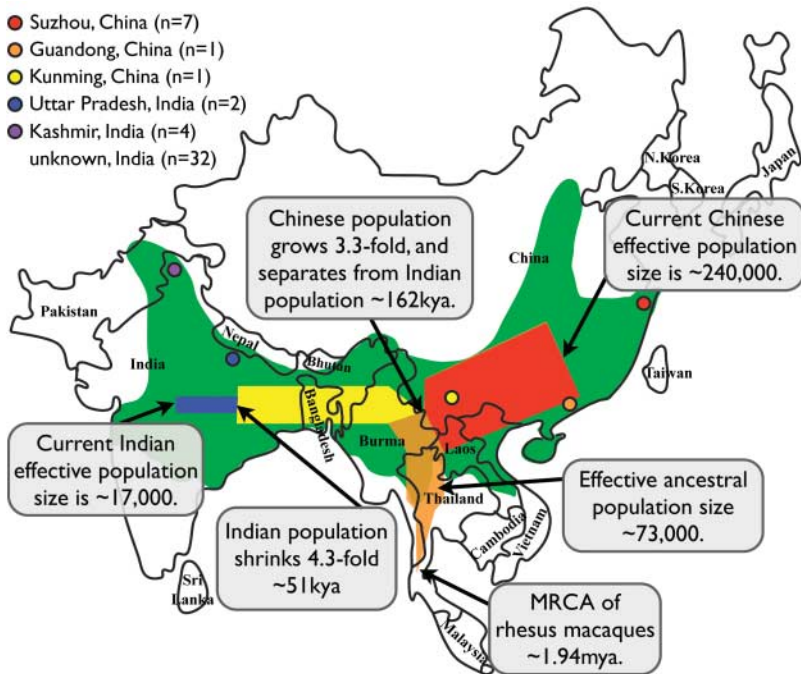 Suzhou, China (n=7)
Guandong, China (n=1)
Kunming, China (n=1)
Uttar Pradesh, India (n=2)
Kashmir, India (n=4)
unknown, India (n=32)
N.Korea
S.Korea
Japan
Chinese population
grows 3.3-fold, and
separates from Indian
population ~162kya.
Current Chinese
effective population
size is ~240,000.
China
Pakistan
Nepal
Bhutan
India
Taiwan
Bangladesh
Burma
Laos
Current Indian
effective population
size is ~17,000.
Thailand
Effective ancestral
population size
~73,000.
Cambodia
Vietnam
Indian population
shrinks 4.3-fold
~51kya
Sri
Lanka
MRCA of
rhesus macaques
~1.94mya.
Malaysia